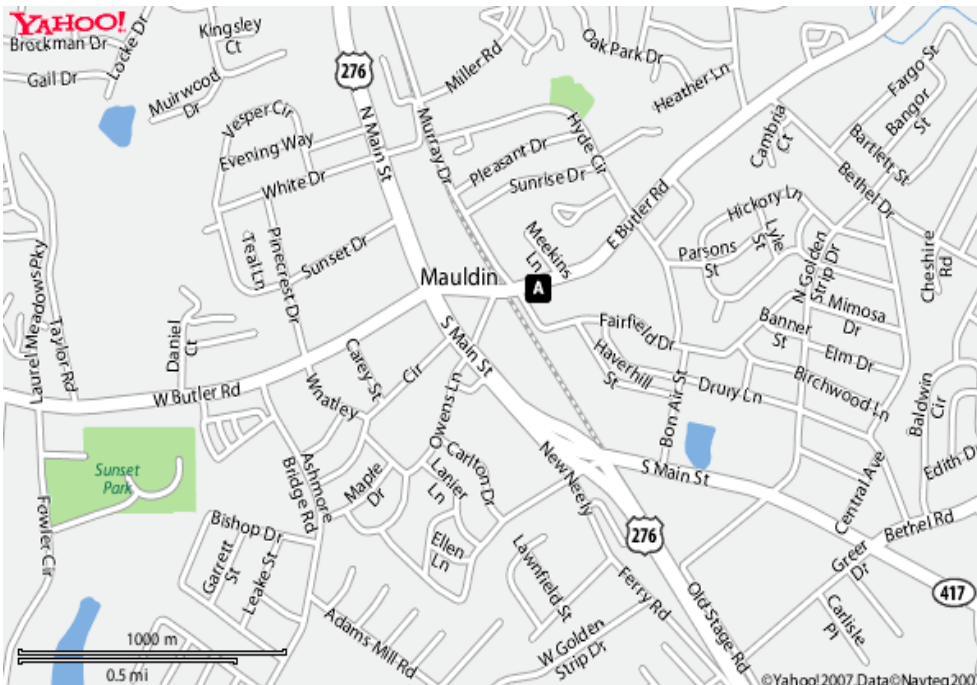 YAHOO!
Brockman Dr
Locke Dr
Kingsley
Ct
276
Miller Rd
Oak Park Dr
Heather Ln
Fargo St
Bangor
St
Gail Dr
Muirwood
Dr
Vesper Cir
N Main St
Murray Dr
Hyde Cir
Cambria
Ct
Bartlett St
Evening Way
Pleasant Dr
Bethel Dr
White Dr
Sunrise Dr
E Butler Rd
Hickory Ln
Lyle
St
Parsons
St
Teal Ln
Pinecrest Dr
Sunset Dr
Meekins
Ln
N Golden
Strip Dr
Cheshire
Rd
Laurel Meadows Pky
Taylor Rd
Mauldin
A
Mimosa
Dr
Daniel
Ct
S Main St
Fairfield Dr
Banner
St
Elm Dr
Carey St
Cir
Haverhill
St
Drury Ln
Birchwood Ln
Baldwin
Cir
W Butler Rd
Whatley
Owens Ln
Bon Air St
Sunset
Park
Ashmore
Bridge Rd
Maple
Dr
Carlton Dr
Lanier
Ln
New Neely
S Main St
Central Ave
Edith Dr
Fowler Cir
Bishop Dr
Garrett
St
Leake St
Ellen
Ln
Lawnfield St
276
Ferry Rd
Greer
Dr
Bethel Rd
417
Adams Mill Rd
W Golden
Strip Dr
Old Stage Rd
Carlisle
Pl
1000 m
0.5 mi
©Yahoo! 2007, Data©Navteq 200